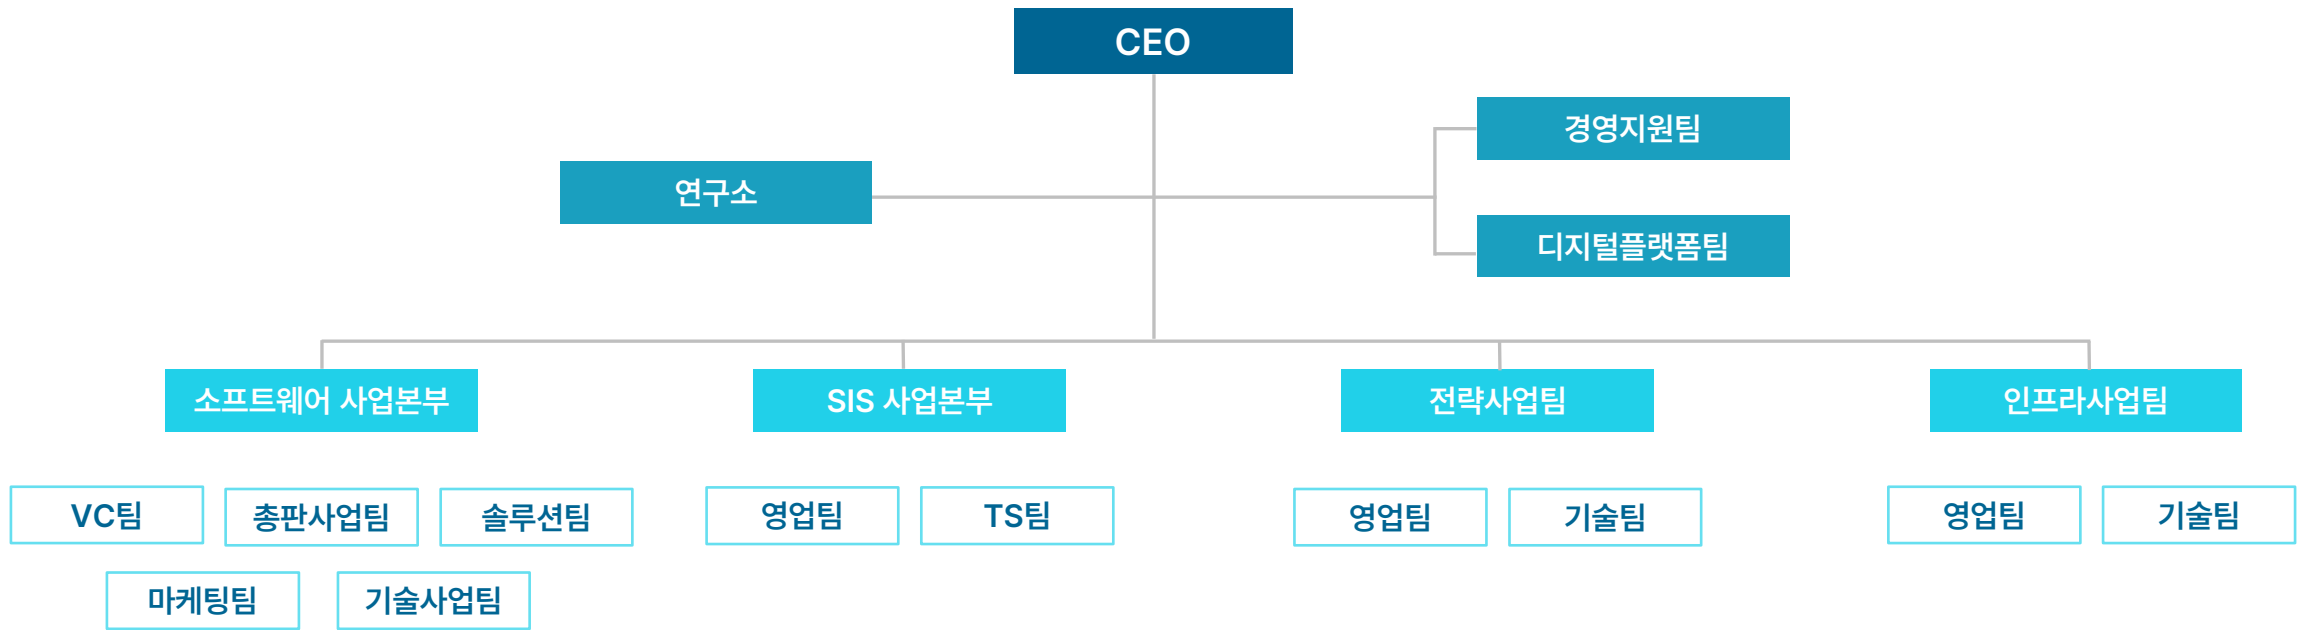 CEO
경영지원팀
연구소
디지털플랫폼팀
소프트웨어 사업본부
SIS 사업본부
전략사업팀
인프라사업팀
VC팀
총판사업팀
솔루션팀
영업팀
TS팀
영업팀
기술팀
영업팀
기술팀
마케팅팀
기술사업팀